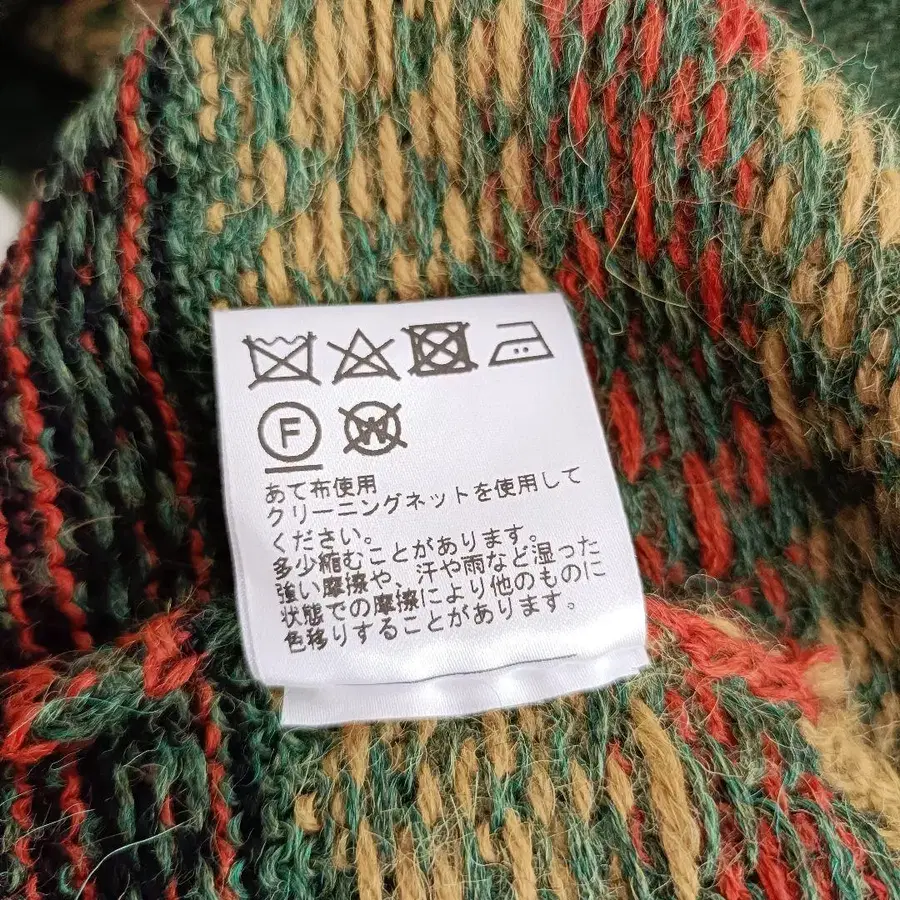 F W
あて布使用
クリーニングネットを使用して
ください。
多少縮むことがあります。
強い摩擦や、汗や雨など湿った
状態での摩擦により他のものに
色移りすることがあります。